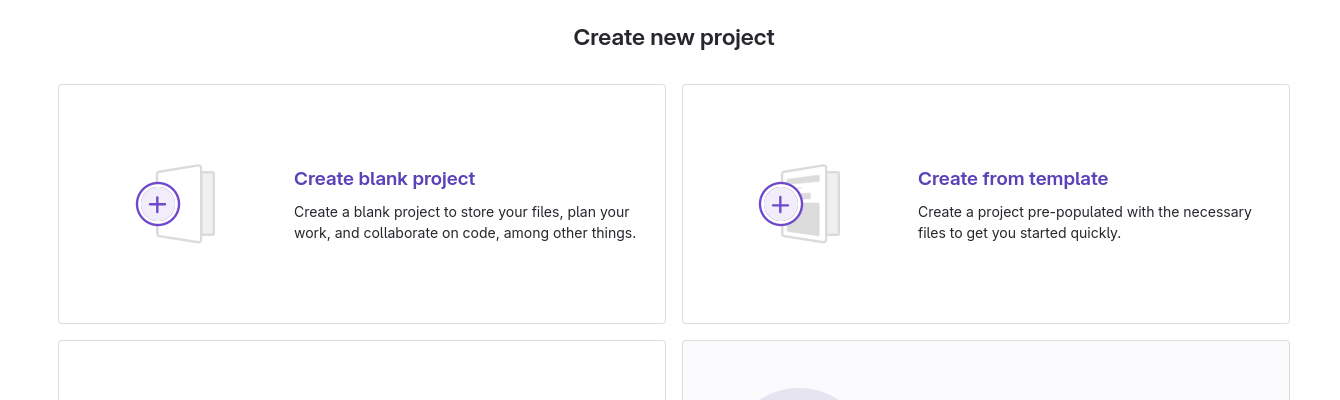 Create new project
Create blank project
Create a blank project to store your files, plan your
work, and collaborate on code, among other things.
Create from template
Create a project pre-populated with the necessary
files to get you started quickly.